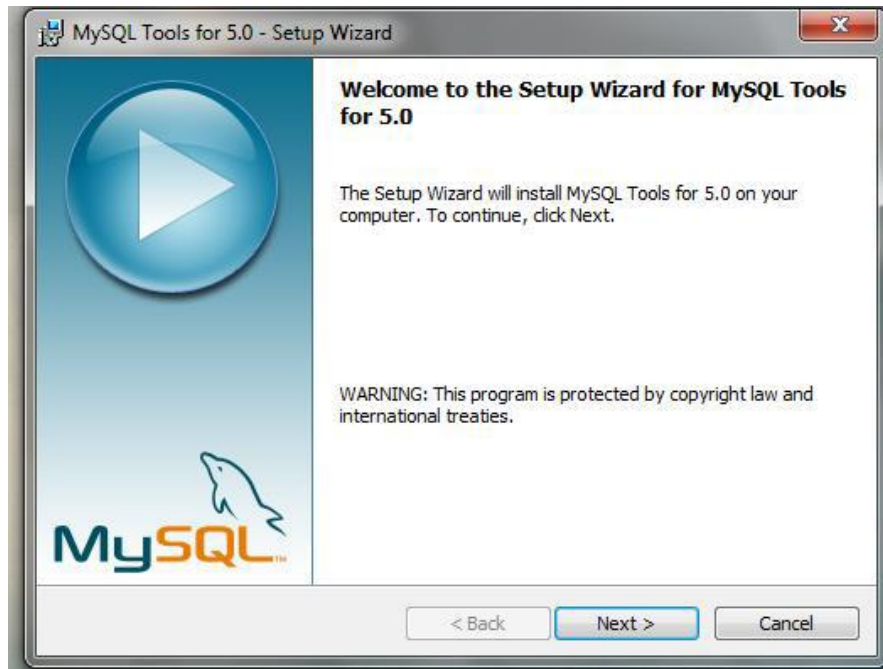 MySQL Tools for 5.0 - Setup Wizard
Welcome to the Setup Wizard for MySQL Tools
for 5.0
The Setup Wizard will install MySQL Tools for 5.0 on your
computer. To continue, click Next.
WARNING: This program is protected by copyright law and
international treaties.
MySQL™
< Back Next > Cancel